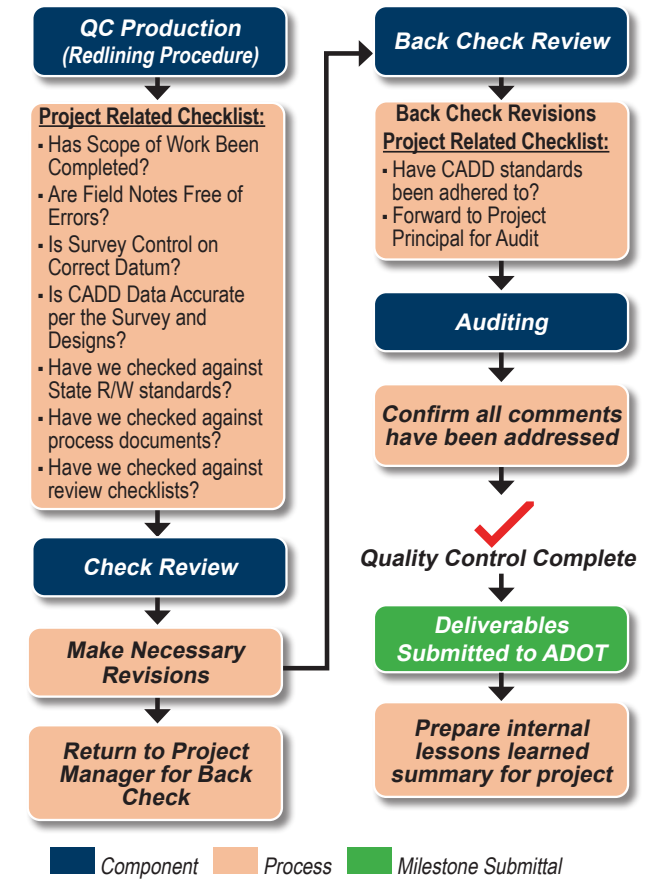 QC Production
(Redlining Procedure)
Project Related Checklist:
▪ Has Scope of Work Been
Completed?
▪ Are Field Notes Free of
Errors?
▪ Is Survey Control on
Correct Datum?
▪ Is CADD Data Accurate
per the Survey and
Designs?
▪ Have we checked against
State R/W standards?
▪ Have we checked against
process documents?
▪ Have we checked against
review checklists?
Check Review
Make Necessary
Revisions
Return to Project
Manager for Back
Check
Back Check Review
Back Check Revisions
Project Related Checklist:
▪ Have CADD standards
been adhered to?
▪ Forward to Project
Principal for Audit
Auditing
Confirm all comments
have been addressed
Quality Control Complete
Deliverables
Submitted to ADOT
Prepare internal
lessons learned
summary for project
Component
Process
Milestone Submittal